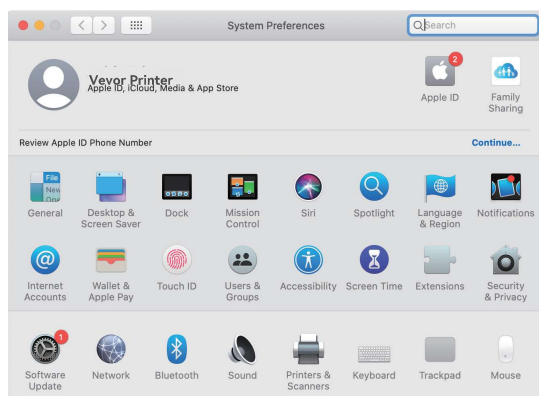 System Preferences
Search
Vevor Printer
Apple ID, iCloud, Media & App Store
2
Apple ID
Family
Sharing
Review Apple ID Phone Number
Continue...
File
New
General
Desktop &
Screen Saver
Dock
Mission
Control
Siri
Spotlight
Language
& Region
Notifications
Internet
Accounts
Wallet &
Apple Pay
Touch ID
Users &
Groups
Accessibility
Screen Time
Extensions
Security
& Privacy
1
Software
Update
Network
Bluetooth
Sound
Printers &
Scanners
Keyboard
Trackpad
Mouse